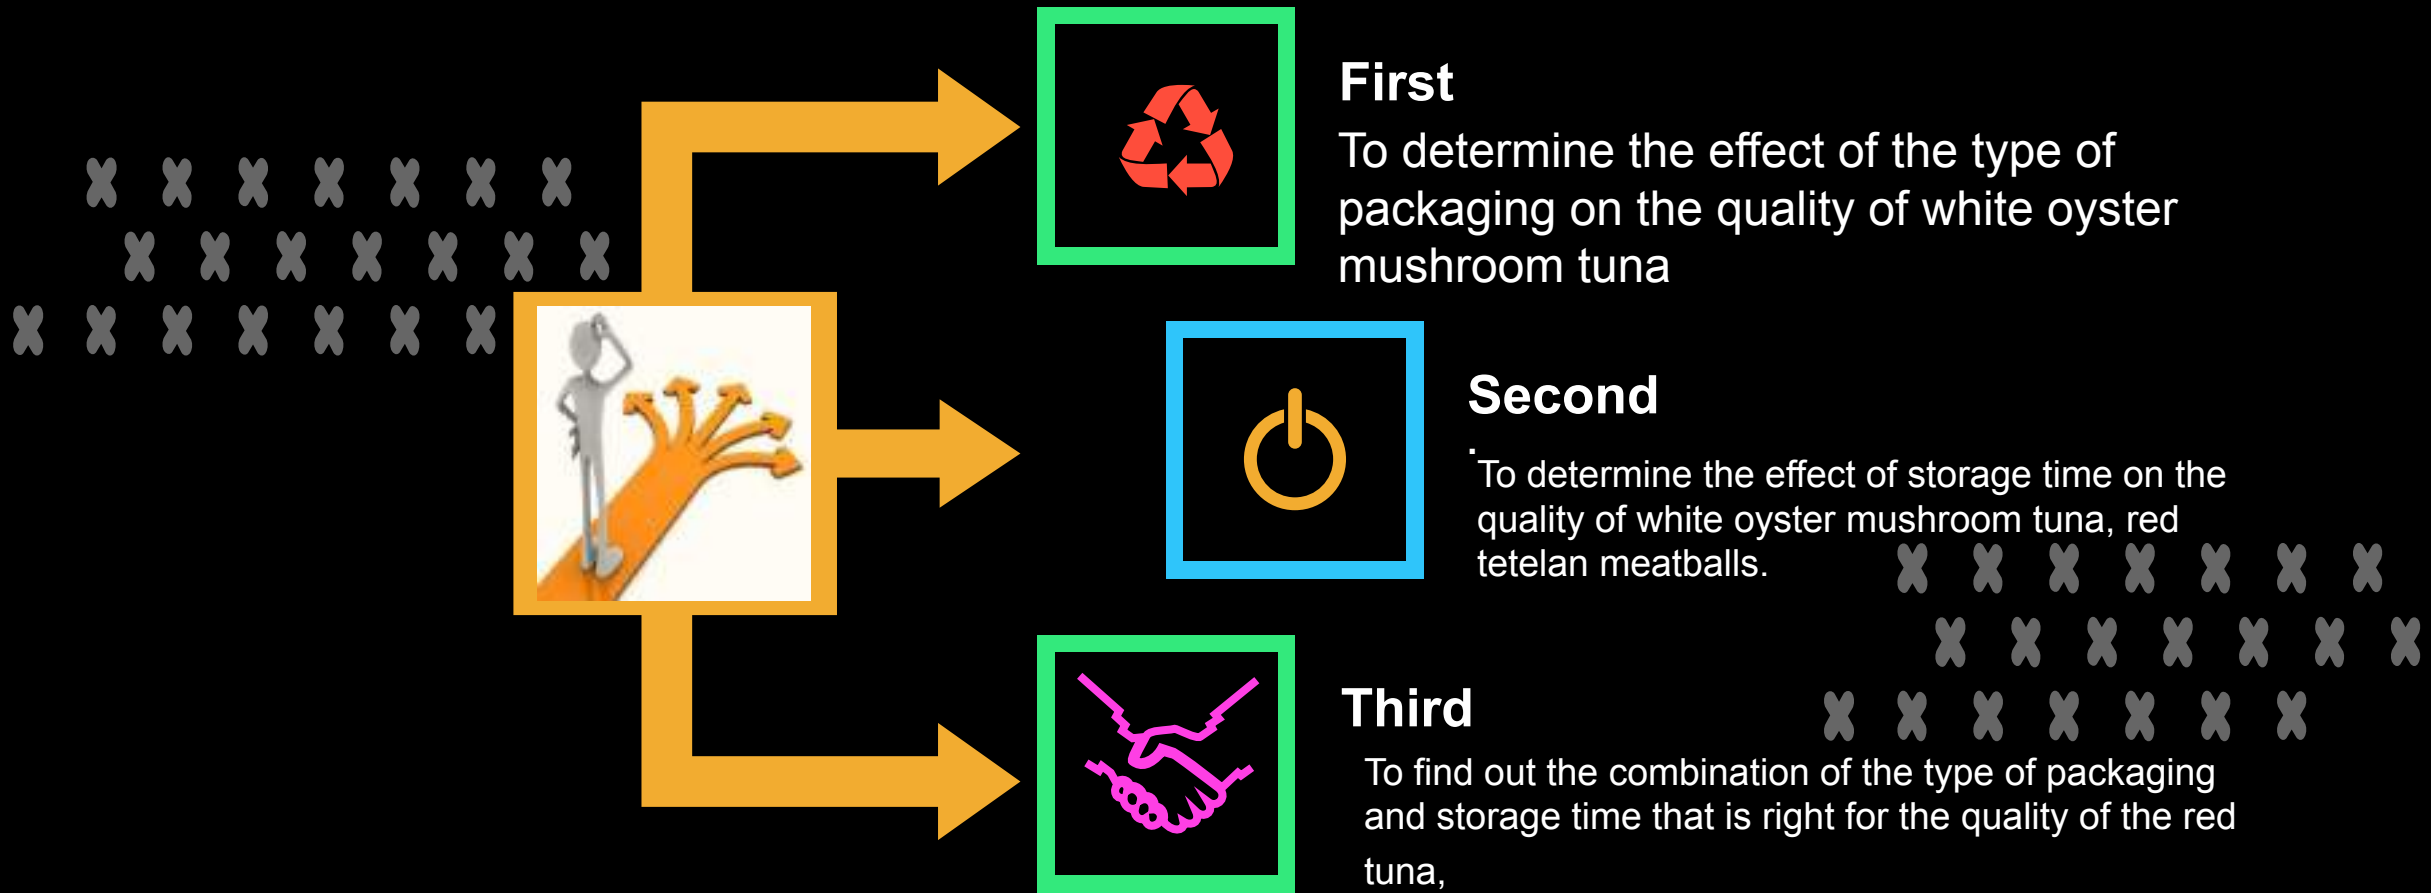 First
To determine the effect of the type of
packaging on the quality of white oyster
mushroom tuna
Second
.
To determine the effect of storage time on the
quality of white oyster mushroom tuna, red
tetelan meatballs.
Third
To find out the combination of the type of packaging
and storage time that is right for the quality of the red
tuna,